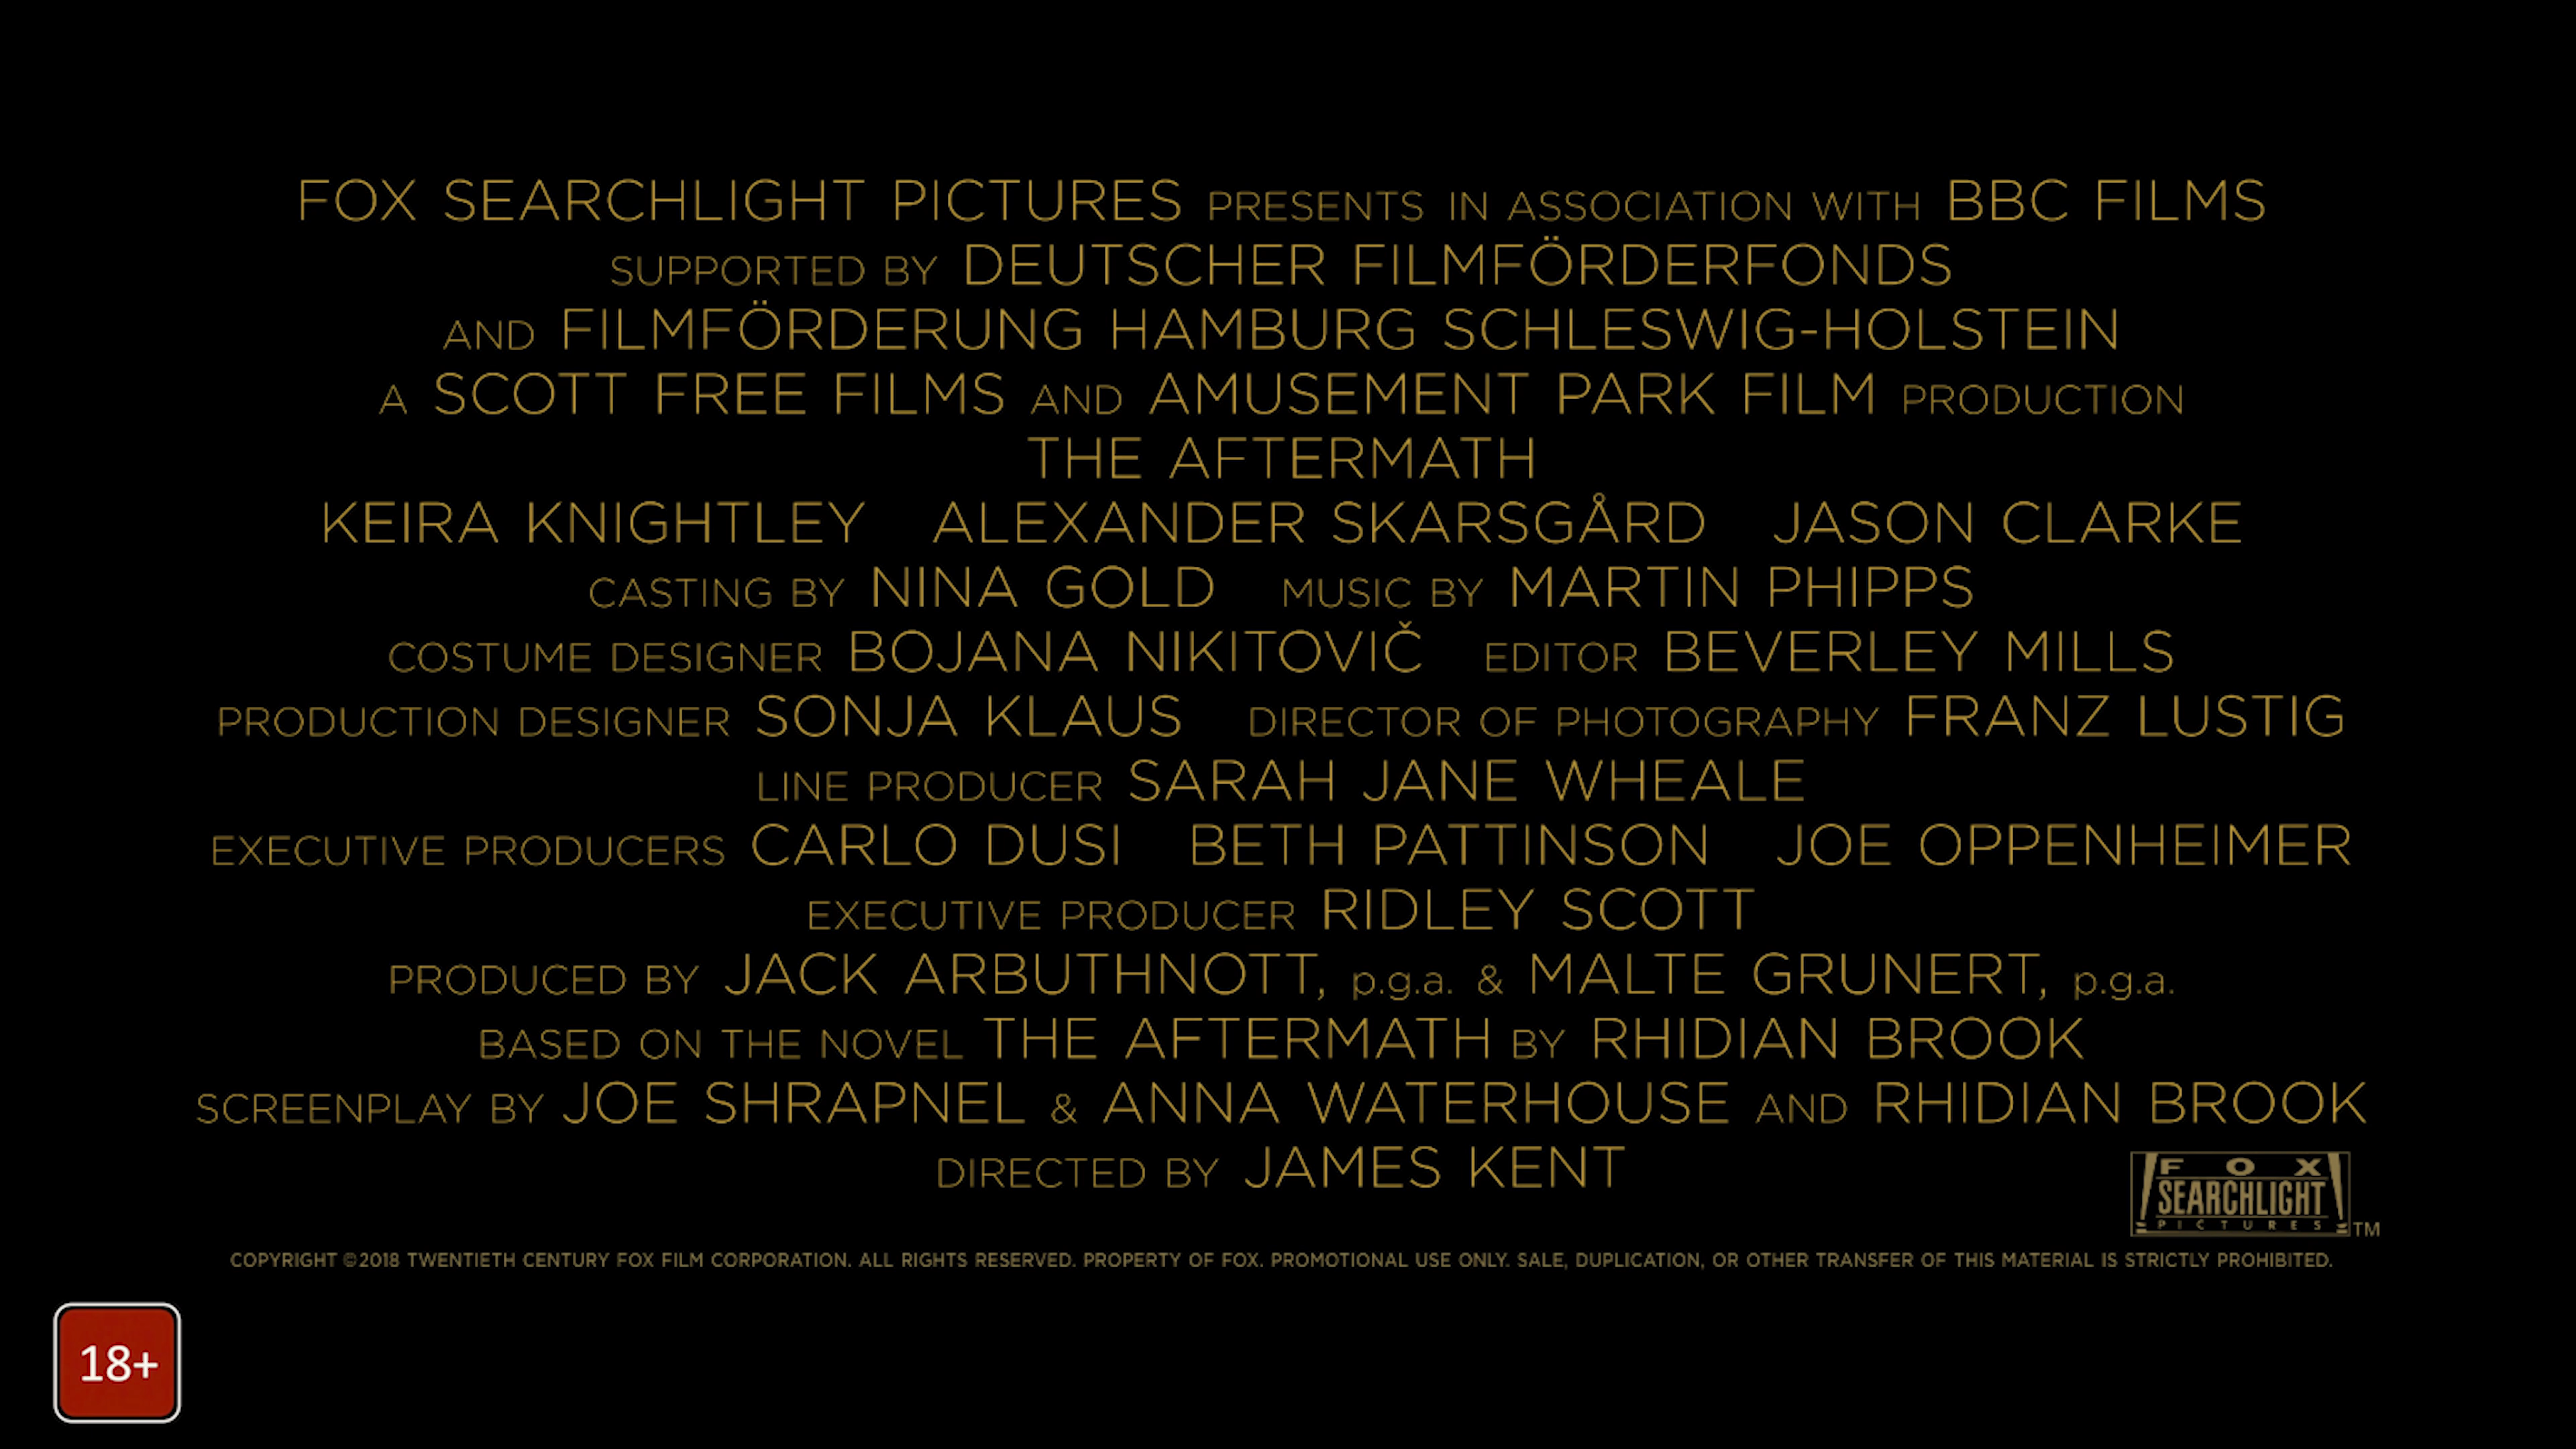 FOX SEARCHLIGHT PICTURES PRESENTS IN ASSOCIATION WITH BBC FILMS
SUPPORTED BY DEUTSCHER FILMFÖRDERFONDS
AND FILMFÖRDERUNG HAMBURG SCHLESWIG-HOLSTEIN
A SCOTT FREE FILMS AND AMUSEMENT PARK FILM PRODUCTION
THE AFTERMATH
KEIRA KNIGHTLEY ALEXANDER SKARSGÅRD JASON CLARKE
CASTING BY NINA GOLD MUSIC BY MARTIN PHIPPS
COSTUME DESIGNER BOJANA NIKITOVIČ EDITOR BEVERLEY MILLS
PRODUCTION DESIGNER SONJA KLAUS DIRECTOR OF PHOTOGRAPHY FRANZ LUSTIG
LINE PRODUCER SARAH JANE WHEALE
EXECUTIVE PRODUCERS CARLO DUSI BETH PATTINSON JOE OPPENHEIMER
EXECUTIVE PRODUCER RIDLEY SCOTT
PRODUCED BY JACK ARBUTHNOTT, p.g.a. & MALTE GRUNERT, p.g.a.
BASED ON THE NOVEL THE AFTERMATH BY RHIDIAN BROOK
SCREENPLAY BY JOE SHRAPNEL & ANNA WATERHOUSE AND RHIDIAN BROOK
DIRECTED BY JAMES KENT
FOX
SEARCHLIGHT
PICTURES TM
COPYRIGHT ©2018 TWENTIETH CENTURY FOX FILM CORPORATION. ALL RIGHTS RESERVED. PROPERTY OF FOX. PROMOTIONAL USE ONLY. SALE, DUPLICATION, OR OTHER TRANSFER OF THIS MATERIAL IS STRICTLY PROHIBITED.
18+